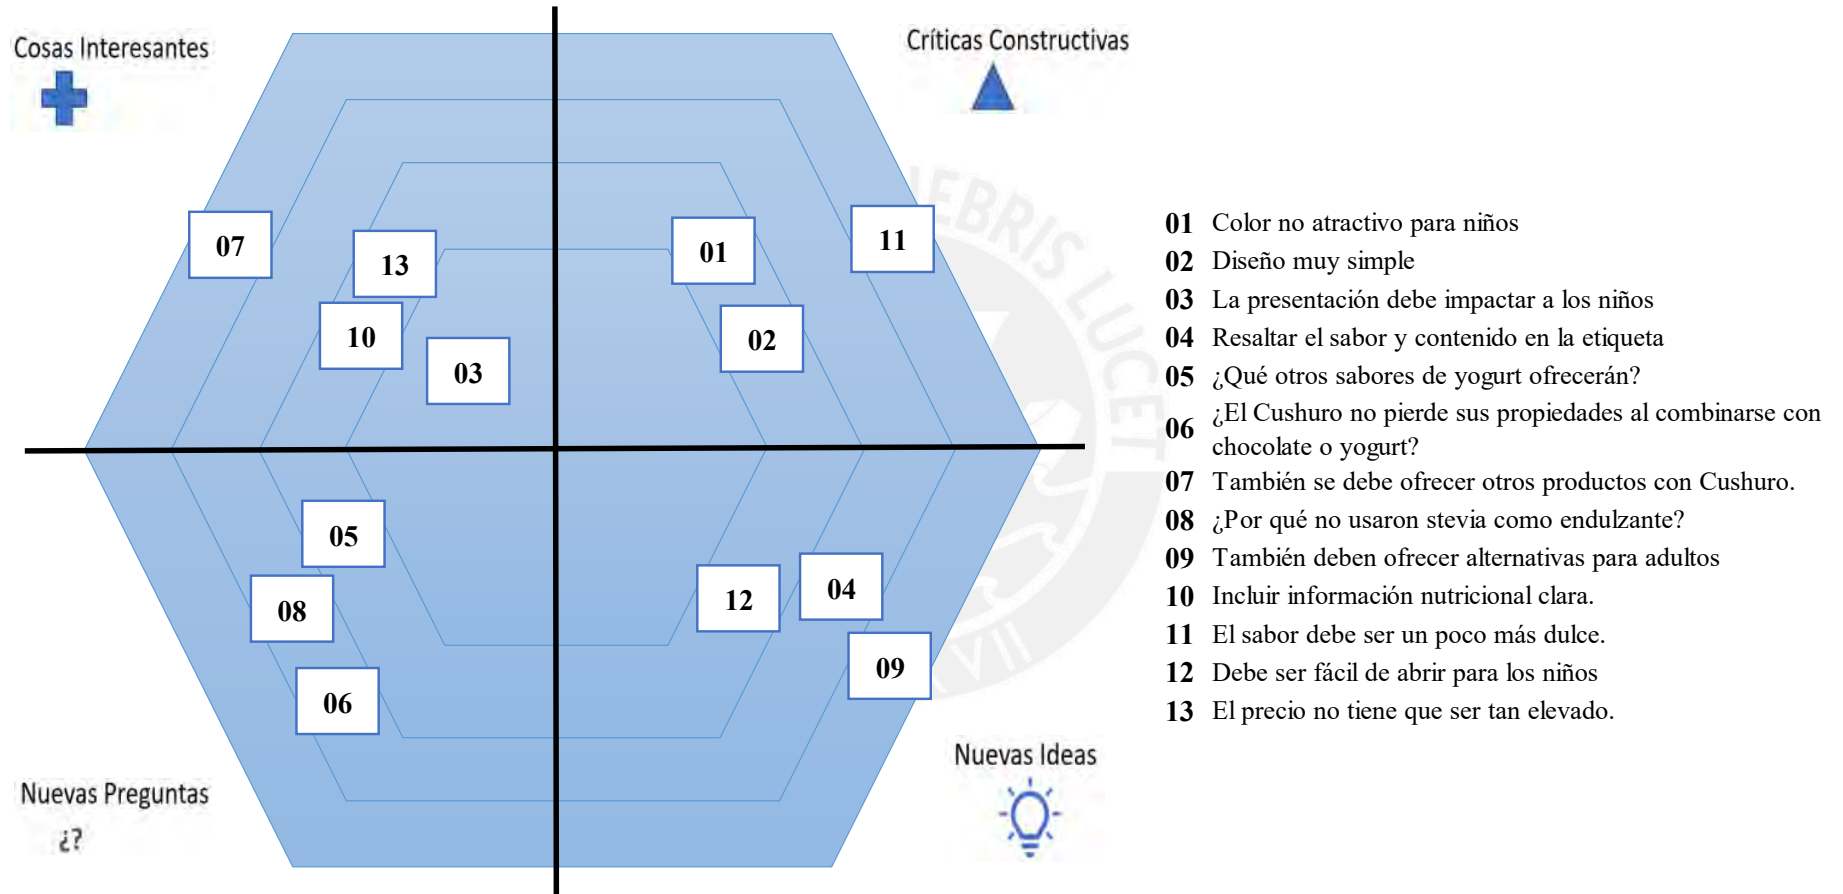 Cosas Interesantes
Críticas Constructivas
07
13
10
03
01
11
02
05
08
06
12
04
09
Nuevas Preguntas
¿?
Nuevas Ideas
01 Color no atractivo para niños
02 Diseño muy simple
03 La presentación debe impactar a los niños
04 Resaltar el sabor y contenido en la etiqueta
05 ¿Qué otros sabores de yogurt ofrecerán?
06 ¿El Cushuro no pierde sus propiedades al combinarse con
chocolate o yogurt?
07 También se debe ofrecer otros productos con Cushuro.
08 ¿Por qué no usaron stevia como endulzante?
09 También deben ofrecer alternativas para adultos
10 Incluir información nutricional clara.
11 El sabor debe ser un poco más dulce.
12 Debe ser fácil de abrir para los niños
13 El precio no tiene que ser tan elevado.
LUCET